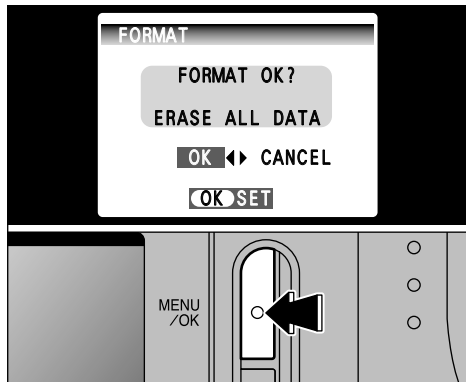 FORMAT
FORMAT OK?
ERASE ALL DATA
OK ◀▶ CANCEL
OK SET
MENU
/OK